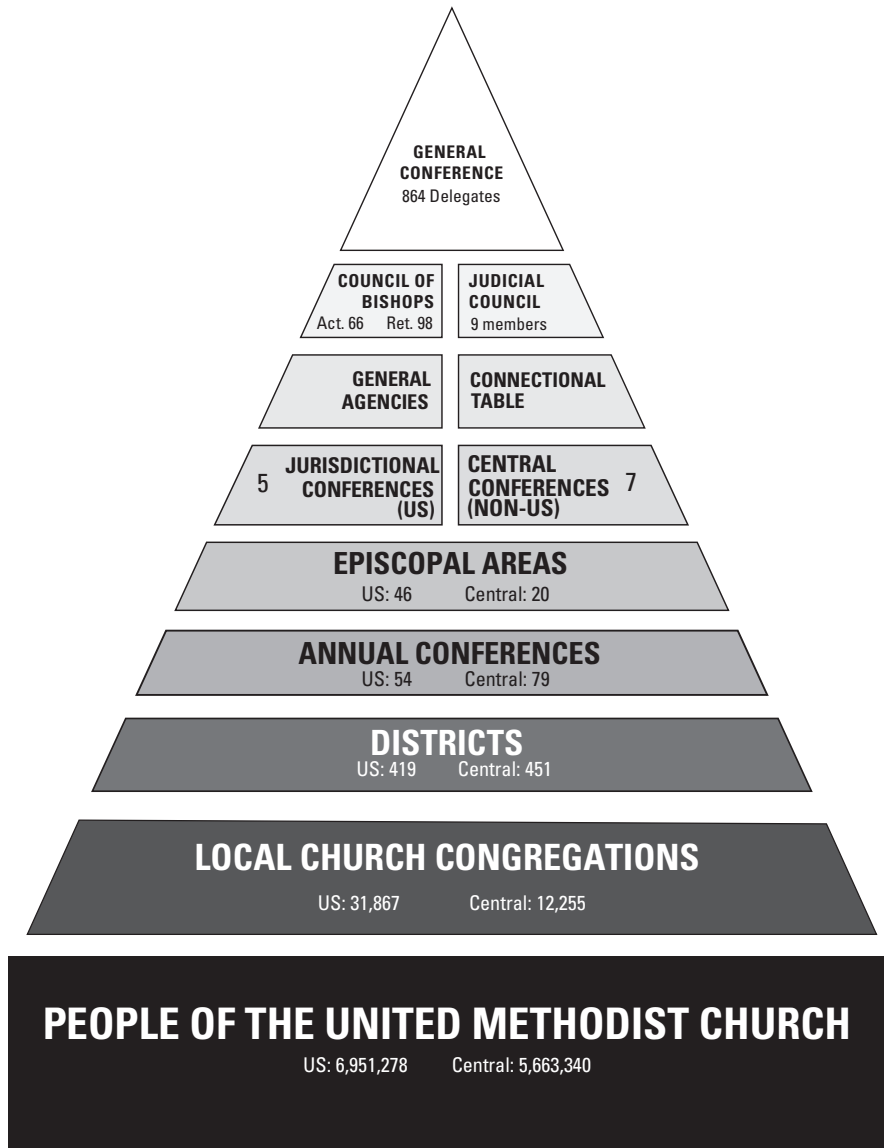 GENERAL
CONFERENCE
864 Delegates
COUNCIL OF
BISHOPS
Act. 66 Ret. 98
JUDICIAL
COUNCIL
9 members
GENERAL
AGENCIES
CONNECTIONAL
TABLE
5
JURISDICTIONAL
CONFERENCES
(US)
CENTRAL
CONFERENCES
(NON-US)
7
EPISCOPAL AREAS
US: 46 Central: 20
ANNUAL CONFERENCES
US: 54 Central: 79
DISTRICTS
US: 419 Central: 451
LOCAL CHURCH CONGREGATIONS
US: 31,867 Central: 12,255
PEOPLE OF THE UNITED METHODIST CHURCH
US: 6,951,278 Central: 5,663,340